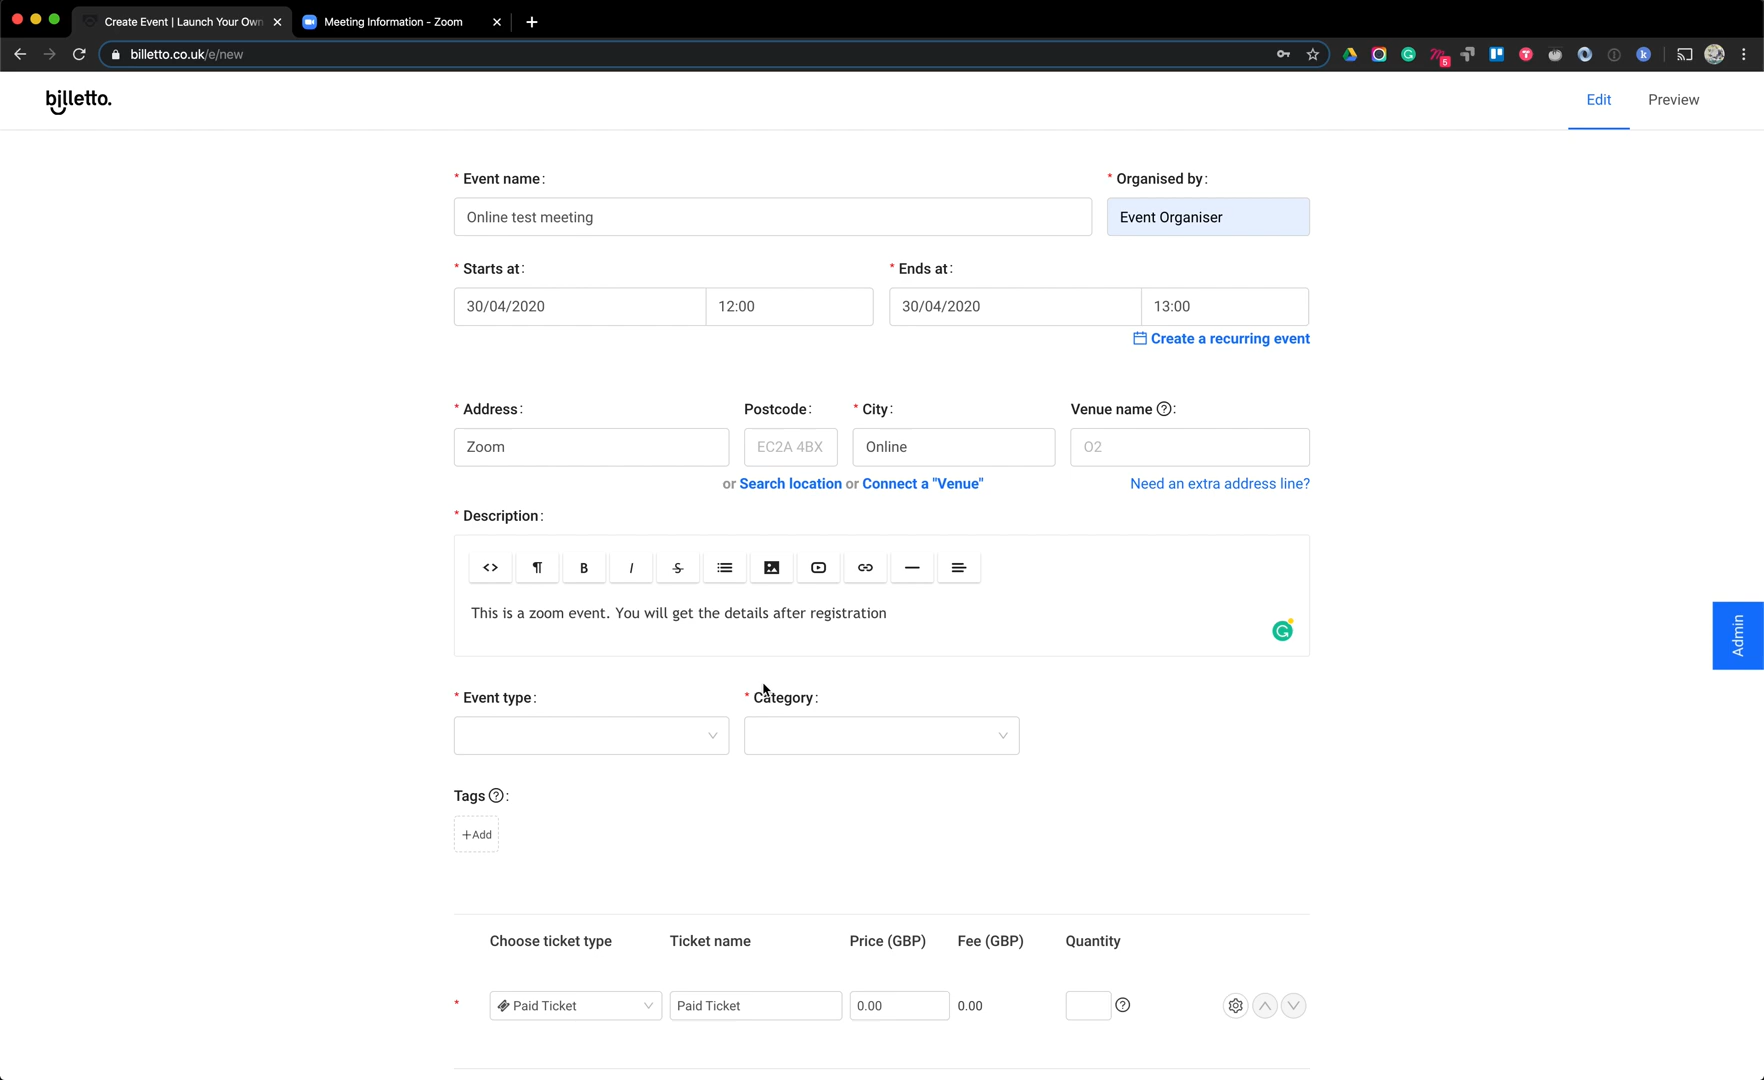 Create Event | Launch Your Own
Meeting Information - Zoom
billetto.co.uk/e/new
5
billetto.
Edit
Preview
* Event name:
* Organised by:
Online test meeting
Event Organiser
* Starts at:
* Ends at:
30/04/2020
12:00
30/04/2020
13:00
Create a recurring event
* Address:
Postcode:
* City:
Venue name ?:
Zoom
EC2A 4BX
Online
O2
or Search location or Connect a "Venue"
Need an extra address line?
* Description:
<> ¶ B I S
This is a zoom event. You will get the details after registration
Admin
* Event type:
* Category:
Tags ?:
+Add
Choose ticket type
Ticket name
Price (GBP)
Fee (GBP)
Quantity
* Paid Ticket
Paid Ticket
0.00
0.00
?